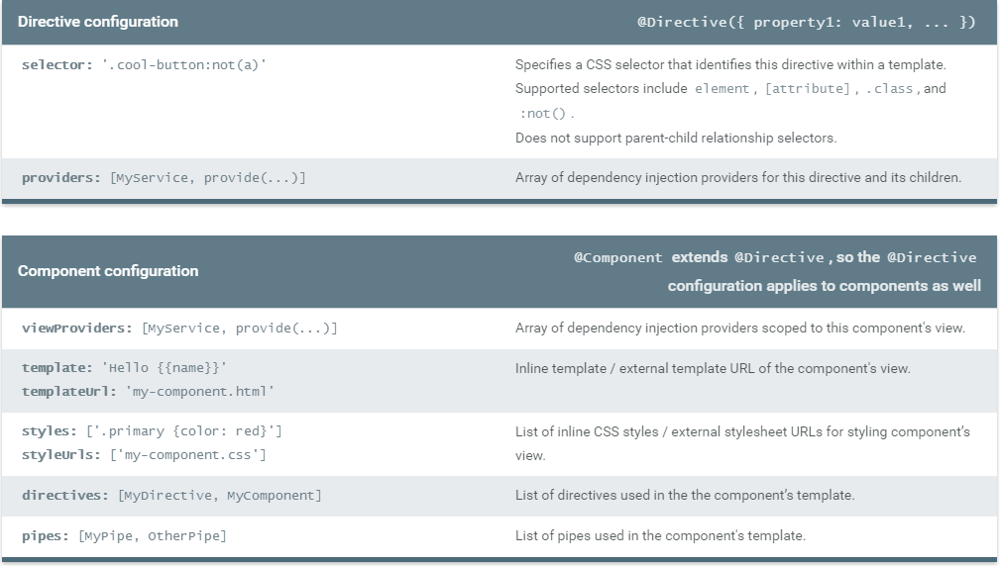 Directive configuration
@Directive({ property1: value1, ... })
selector: '.cool-button:not(a)'
Specifies a CSS selector that identifies this directive within a template.
Supported selectors include element, [attribute], .class, and
:not().
Does not support parent-child relationship selectors.
providers: [MyService, provide(...)]
Array of dependency injection providers for this directive and its children.
Component configuration
@Component extends @Directive, so the @Directive
configuration applies to components as well
viewProviders: [MyService, provide(...)]
Array of dependency injection providers scoped to this component's view.
template: 'Hello {{name}}'
templateUrl: 'my-component.html'
Inline template / external template URL of the component's view.
styles: ['.primary {color: red}']
styleUrls: ['my-component.css']
List of inline CSS styles / external stylesheet URLs for styling component’s
view.
directives: [MyDirective, MyComponent]
List of directives used in the the component’s template.
pipes: [MyPipe, OtherPipe]
List of pipes used in the component's template.